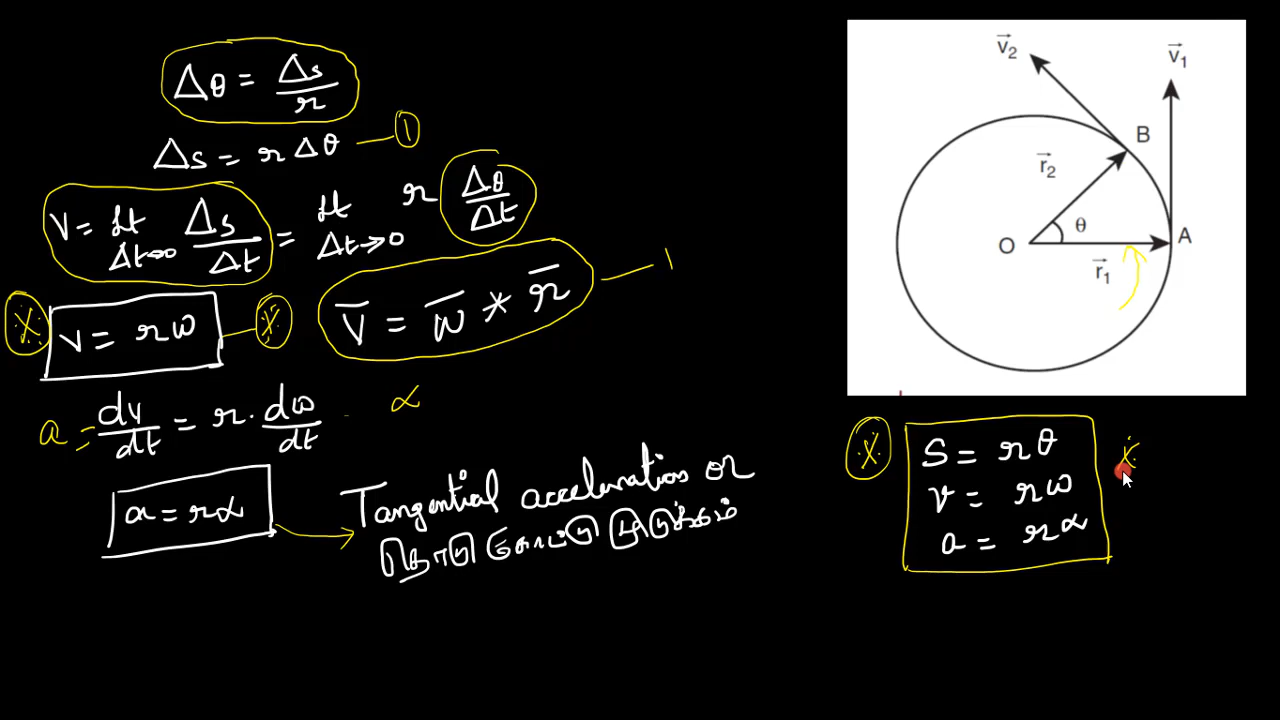 Δθ = Δs/r
Δs = r Δθ — ①
V = lt Δt→0 Δs/Δt = lt Δt→0 r Δθ/Δt
v = rω
V̅ = ω̅ * r̅ — 1
a = dv/dt = r · dω/dt
α
a = rα
Tangential acceleration or
v⃗₂
v⃗₁
B
r⃗₂
θ
O
A
r⃗₁
S = rθ
v = rω
a = rα